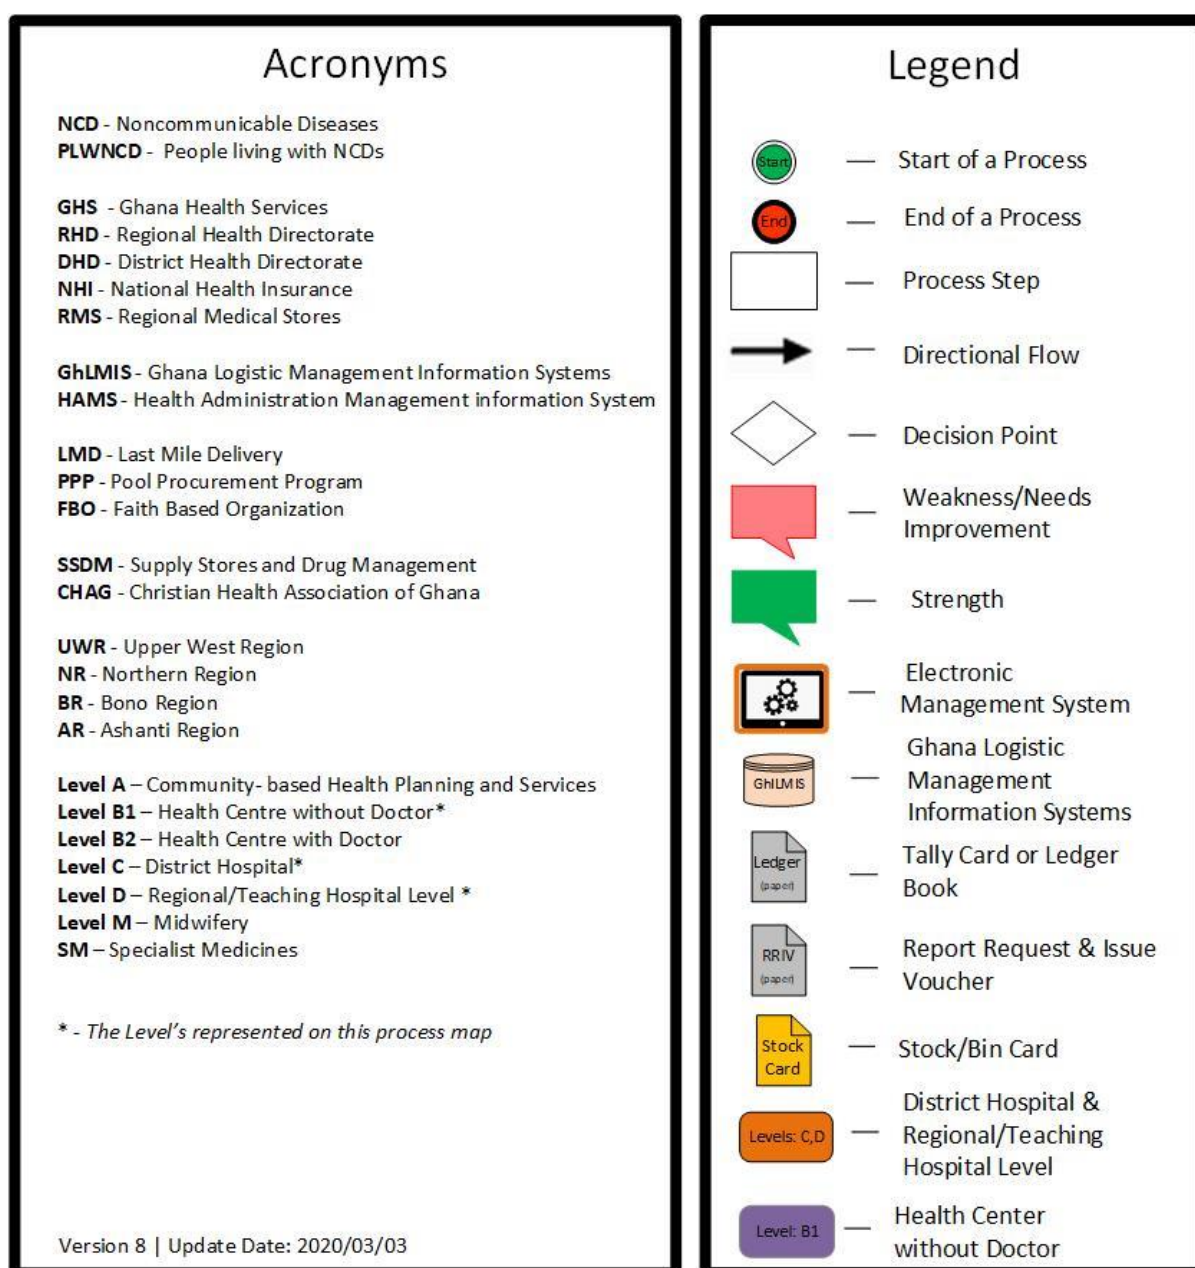 Acronyms
NCD - Noncommunicable Diseases
PLWNCD - People living with NCDs
GHS - Ghana Health Services
RHD - Regional Health Directorate
DHD - District Health Directorate
NHI - National Health Insurance
RMS - Regional Medical Stores
GhLMIS - Ghana Logistic Management Information Systems
HAMS - Health Administration Management information System
LMD - Last Mile Delivery
PPP - Pool Procurement Program
FBO - Faith Based Organization
SSDM - Supply Stores and Drug Management
CHAG - Christian Health Association of Ghana
UWR - Upper West Region
NR - Northern Region
BR - Bono Region
AR - Ashanti Region
Level A – Community- based Health Planning and Services
Level B1 – Health Centre without Doctor*
Level B2 – Health Centre with Doctor
Level C – District Hospital*
Level D – Regional/Teaching Hospital Level *
Level M – Midwifery
SM – Specialist Medicines
* - The Level's represented on this process map
Version 8 | Update Date: 2020/03/03
Legend
Start — Start of a Process
End — End of a Process
— Process Step
— Directional Flow
— Decision Point
— Weakness/Needs
Improvement
— Strength
— Electronic
Management System
GhILMIS — Ghana Logistic
Management
Information Systems
Ledger
(paper)
— Tally Card or Ledger
Book
RRIV
(paper)
— Report Request & Issue
Voucher
Stock
Card
— Stock/Bin Card
Levels: C,D — District Hospital &
Regional/Teaching
Hospital Level
Level: B1 — Health Center
without Doctor